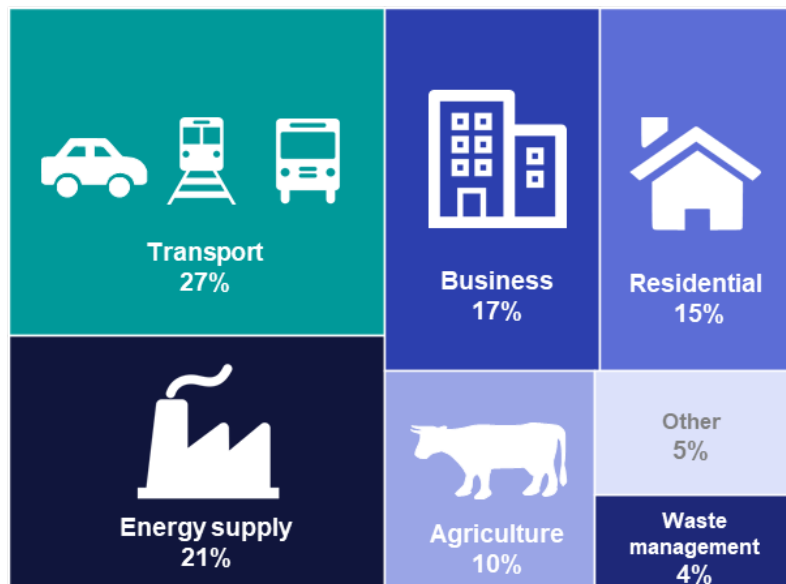 Transport
27%
Business
17%
Residential
15%
Energy supply
21%
Agriculture
10%
Other
5%
Waste
management
4%